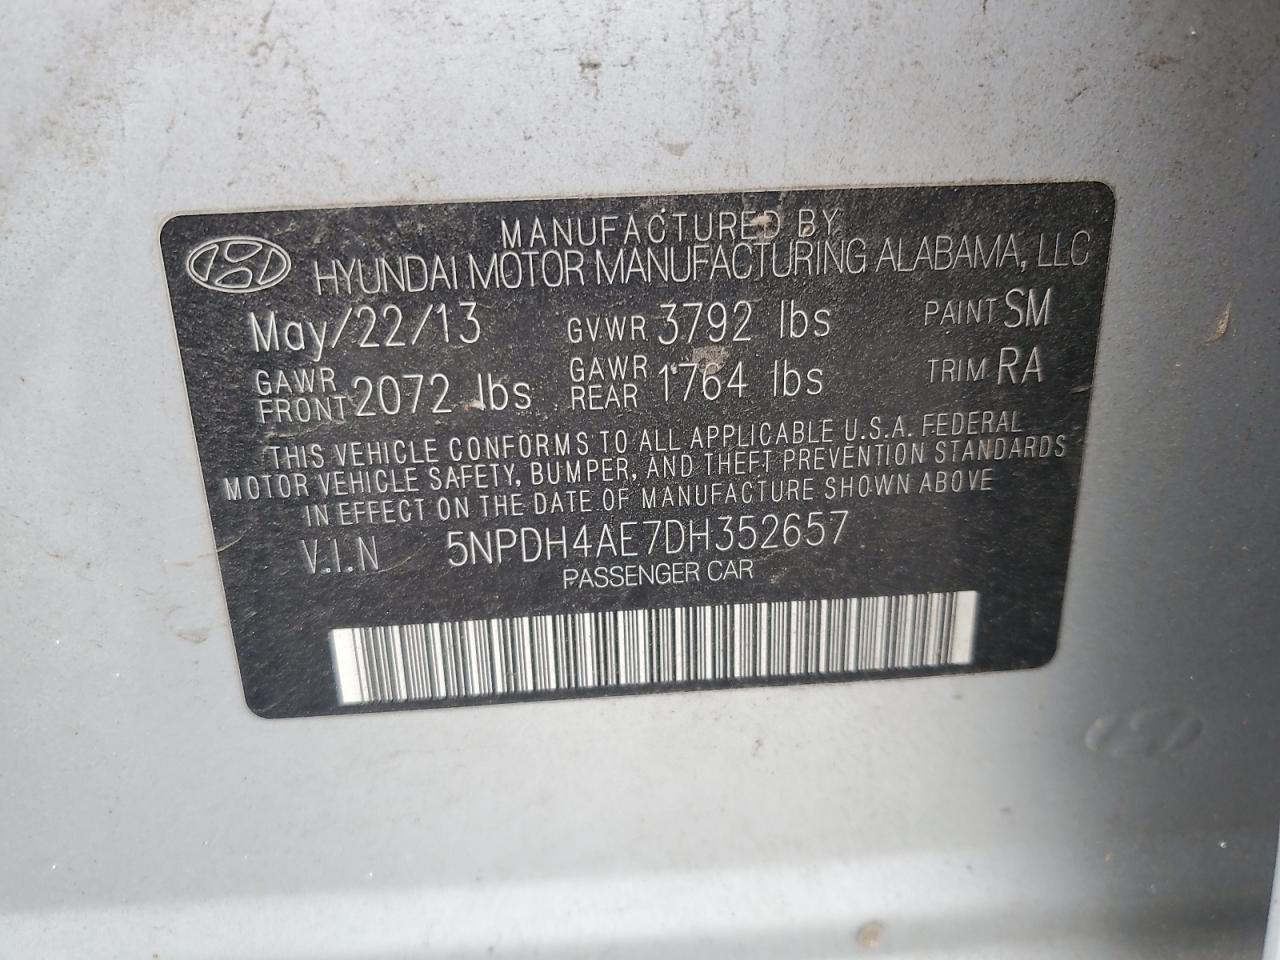 MANUFACTURED BY
HYUNDAI MOTOR MANUFACTURING ALABAMA, LLC
May/22/13 GVWR 3792 lbs PAINT SM
GAWR FRONT 2072 lbs GAWR REAR 1764 lbs TRIM RA
THIS VEHICLE CONFORMS TO ALL APPLICABLE U.S.A. FEDERAL
MOTOR VEHICLE SAFETY, BUMPER, AND THEFT PREVENTION STANDARDS
IN EFFECT ON THE DATE OF MANUFACTURE SHOWN ABOVE
V.I.N 5NPDH4AE7DH352657
PASSENGER CAR